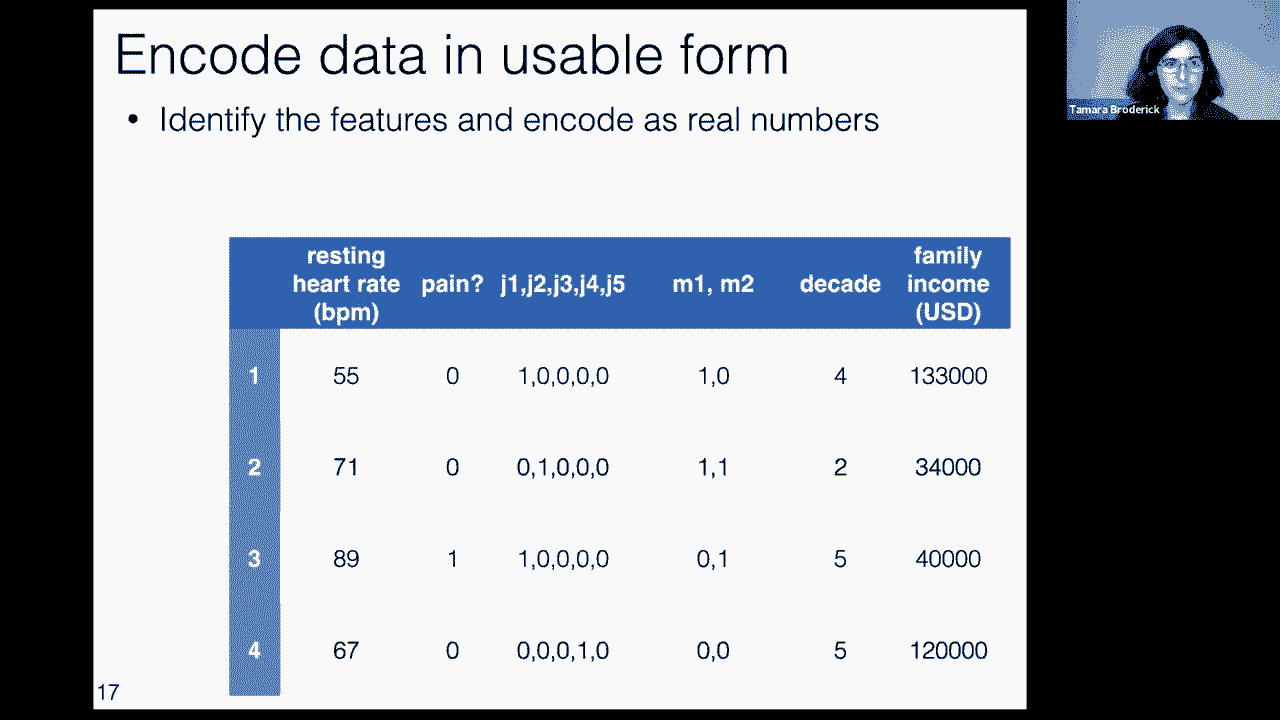 Encode data in usable form
• Identify the features and encode as real numbers
resting heart rate (bpm) pain? j1,j2,j3,j4,j5 m1, m2 decade family income (USD)
1 55 0 1,0,0,0,0 1,0 4 133000
2 71 0 0,1,0,0,0 1,1 2 34000
3 89 1 1,0,0,0,0 0,1 5 40000
4 67 0 0,0,0,1,0 0,0 5 120000
17
Tamara Broderick